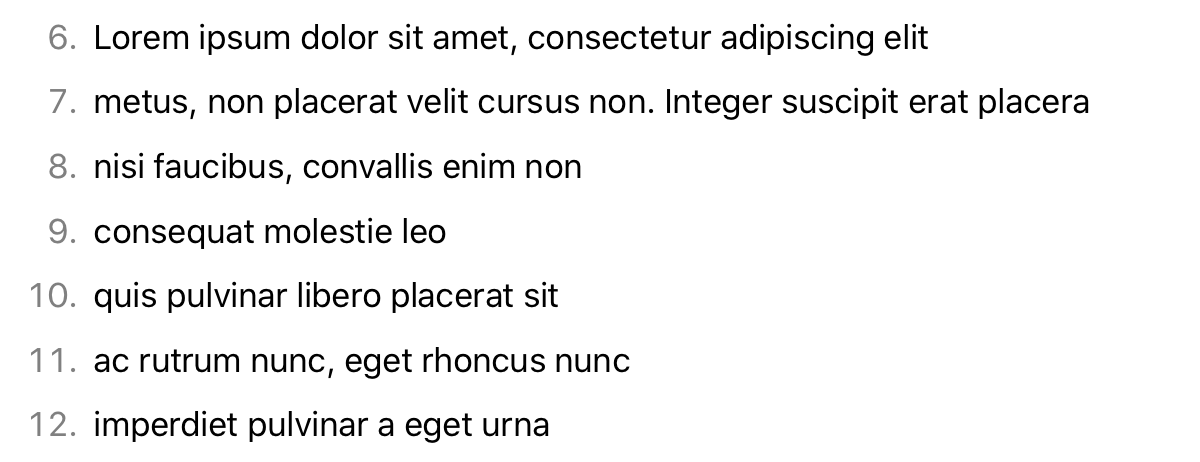 6. Lorem ipsum dolor sit amet, consectetur adipiscing elit
7. metus, non placerat velit cursus non. Integer suscipit erat placera
8. nisi faucibus, convallis enim non
9. consequat molestie leo
10. quis pulvinar libero placerat sit
11. ac rutrum nunc, eget rhoncus nunc
12. imperdiet pulvinar a eget urna